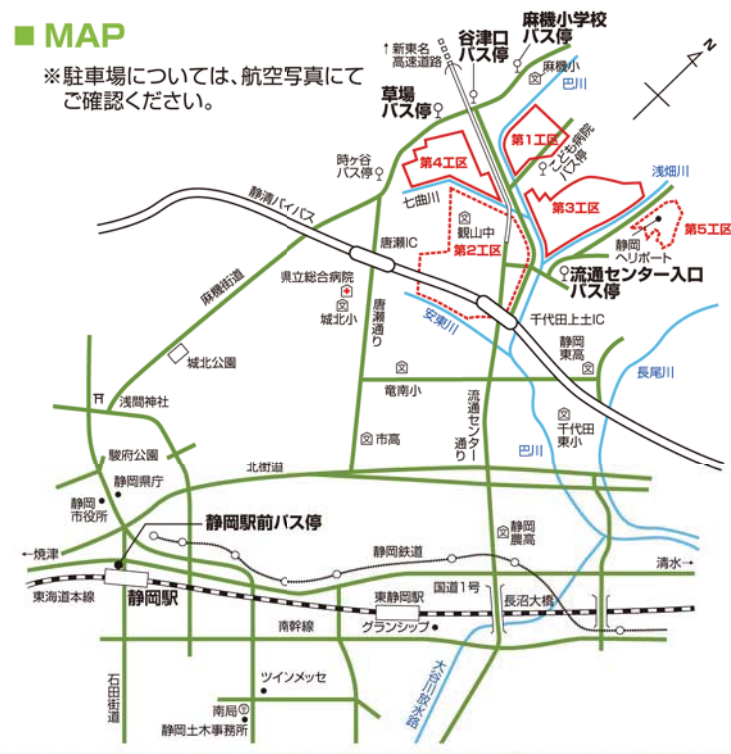 ■ MAP
※駐車場については、航空写真にて
ご確認ください。
↑新東名
高速道路
谷津口
バス停
麻機小学校
バス停
麻機小
巴川
N
草場
バス停
第1工区
こども病院
バス停
時ヶ谷
バス停
第4工区
浅畑川
七曲川
第3工区
第5工区
静清バイパス
観山中
静岡
ヘリポート
唐瀬IC
第2工区
流通センター入口
バス停
県立総合病院
麻機街道
城北小
唐瀬通り
安東川
千代田上土IC
静岡
東高
長尾川
城北公園
竜南小
浅間神社
流通センター
通り
千代田
東小
市高
巴川
駿府公園
北街道
静岡県庁
静岡
市役所
静岡駅前バス停
静岡
農高
←焼津
静岡鉄道
清水→
東海道本線
静岡駅
東静岡駅
国道1号
長沼大橋
南幹線
グランシップ
石田街道
ツインメッセ
大谷川放水路
南局
静岡土木事務所